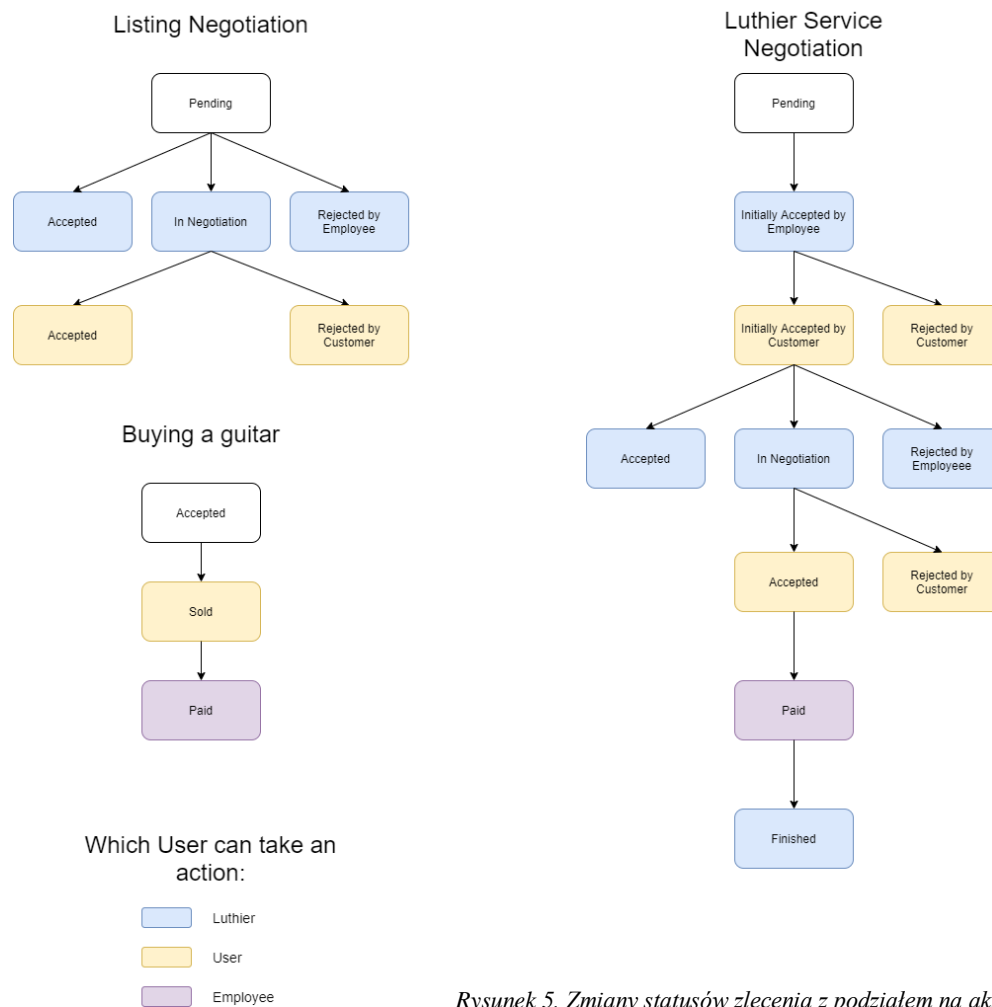 Listing Negotiation
Pending
Accepted
In Negotiation
Rejected by
Employee
Accepted
Rejected by
Customer
Buying a guitar
Accepted
Sold
Paid
Which User can take an
action:
Luthier
User
Employee
Luthier Service
Negotiation
Pending
Initially Accepted by
Employee
Initially Accepted by
Customer
Rejected by
Customer
Accepted
In Negotiation
Rejected by
Employeee
Accepted
Rejected by
Customer
Paid
Finished
Rysunek 5. Zmiany statusów zlecenia z podziałem na